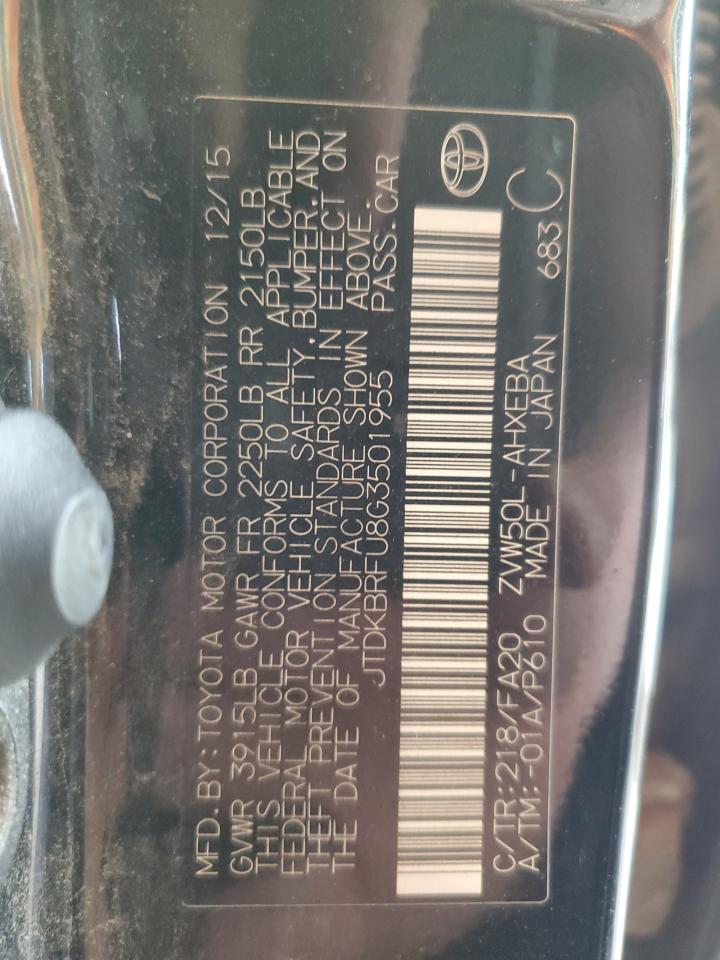 MFD.BY:TOYOTA MOTOR CORPORATION 12/15
GVWR 3915LB GAWR FR 2250LB RR 2150LB
THIS VEHICLE CONFORMS TO ALL APPLICABLE
FEDERAL MOTOR VEHICLE SAFETY,BUMPER,AND
THEFT PREVENTION STANDARDS IN EFFECT ON
THE DATE OF MANUFACTURE SHOWN ABOVE.
JTDKBRFU8G3501955 PASS.CAR
C/TR:218/FA20 ZVW50L-AHXEBA
A/TM:-01A/P610 MADE IN JAPAN 683 C